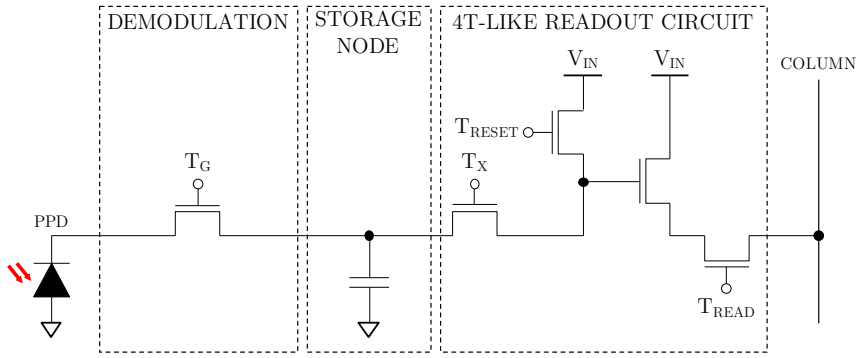 DEMODULATION
STORAGE
NODE
4T-LIKE READOUT CIRCUIT
V_IN
V_IN
COLUMN
T_RESET
T_G
T_X
PPD
T_READ